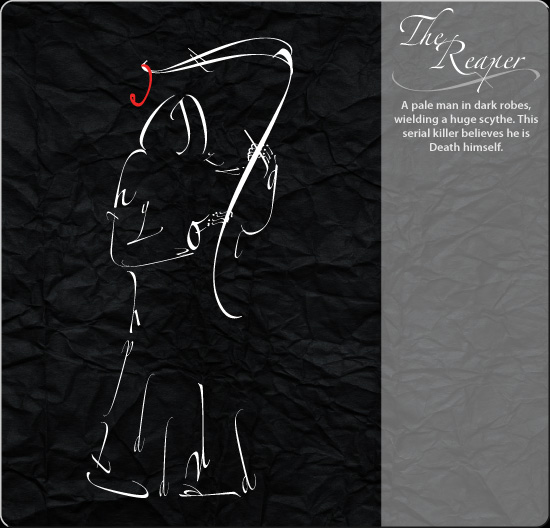 The
Reaper
A pale man in dark robes,
wielding a huge scythe. This
serial killer believes he is
Death himself.